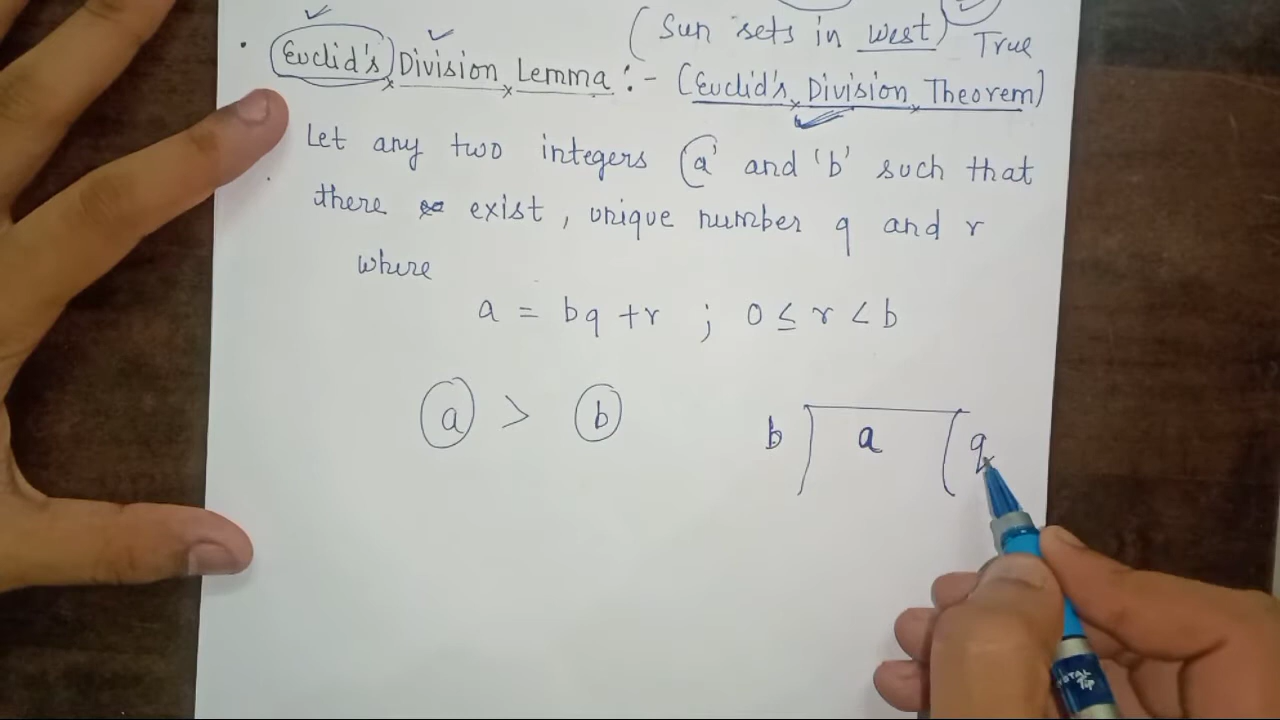 (Sun sets in west) True
Euclid's Division Lemma :- (Euclid's Division Theorem)
Let any two integers 'a' and 'b' such that
there exist, unique number q and r
where
a = bq + r ; 0 ≤ r < b
a > b
b ) a ( q